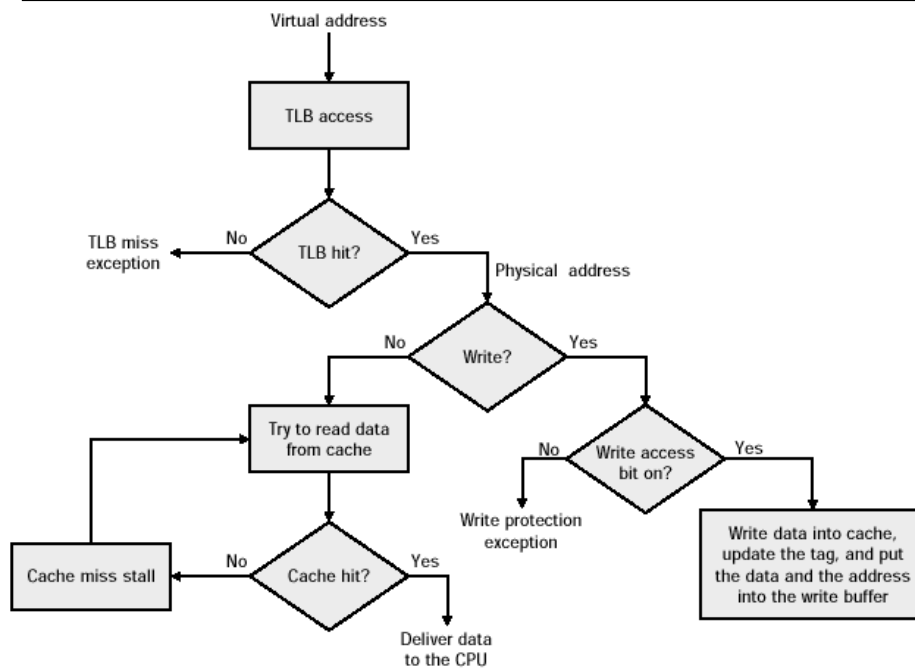 Virtual address
TLB access
No
Yes
TLB miss
exception
TLB hit?
Physical address
No
Yes
Write?
Try to read data
from cache
No
Yes
Write access
bit on?
Write protection
exception
Write data into cache,
update the tag, and put
the data and the address
into the write buffer
No
Yes
Cache miss stall
Cache hit?
Deliver data
to the CPU